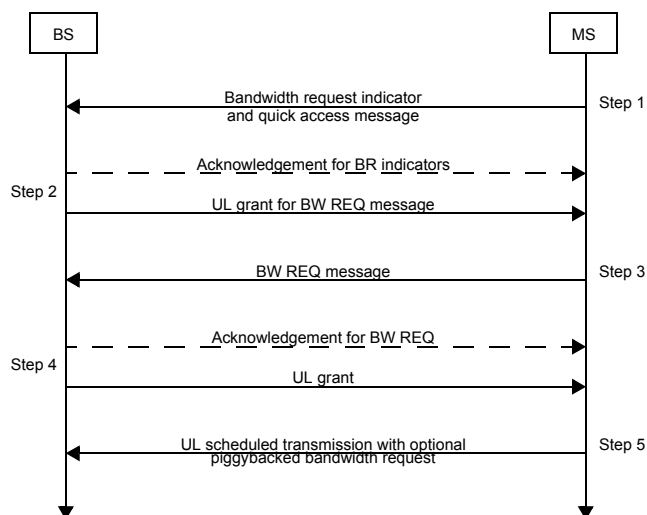 BS
MS
Bandwidth request indicator
and quick access message
Step 1
Acknowledgement for BR indicators
Step 2
UL grant for BW REQ message
BW REQ message
Step 3
Acknowledgement for BW REQ
Step 4
UL grant
UL scheduled transmission with optional
piggybacked bandwidth request
Step 5